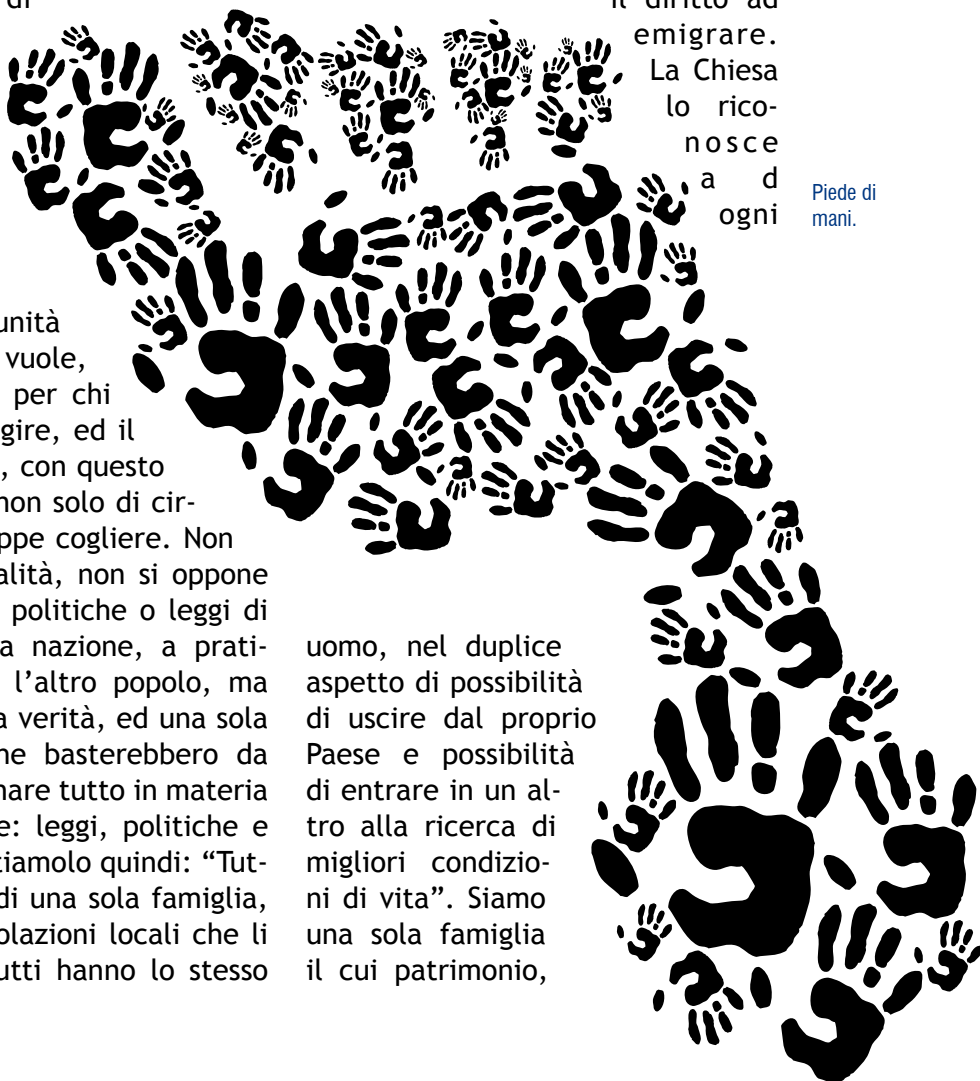 unità
vuole,
per chi
gire, ed il
, con questo
non solo di cir-
ppe cogliere. Non
alità, non si oppone
politiche o leggi di
a nazione, a prati-
l’altro popolo, ma
a verità, ed una sola
ne basterebbero da
nare tutto in materia
e: leggi, politiche e
tiamolo quindi: “Tut-
di una sola famiglia,
olazioni locali che li
utti hanno lo stesso
il diritto ad
emigrare.
La Chiesa
lo rico-
nosce
a d
ogni
uomo, nel duplice
aspetto di possibilità
di uscire dal proprio
Paese e possibilità
di entrare in un al-
tro alla ricerca di
migliori condizio-
ni di vita”. Siamo
una sola famiglia
il cui patrimonio,
Piede di
mani.